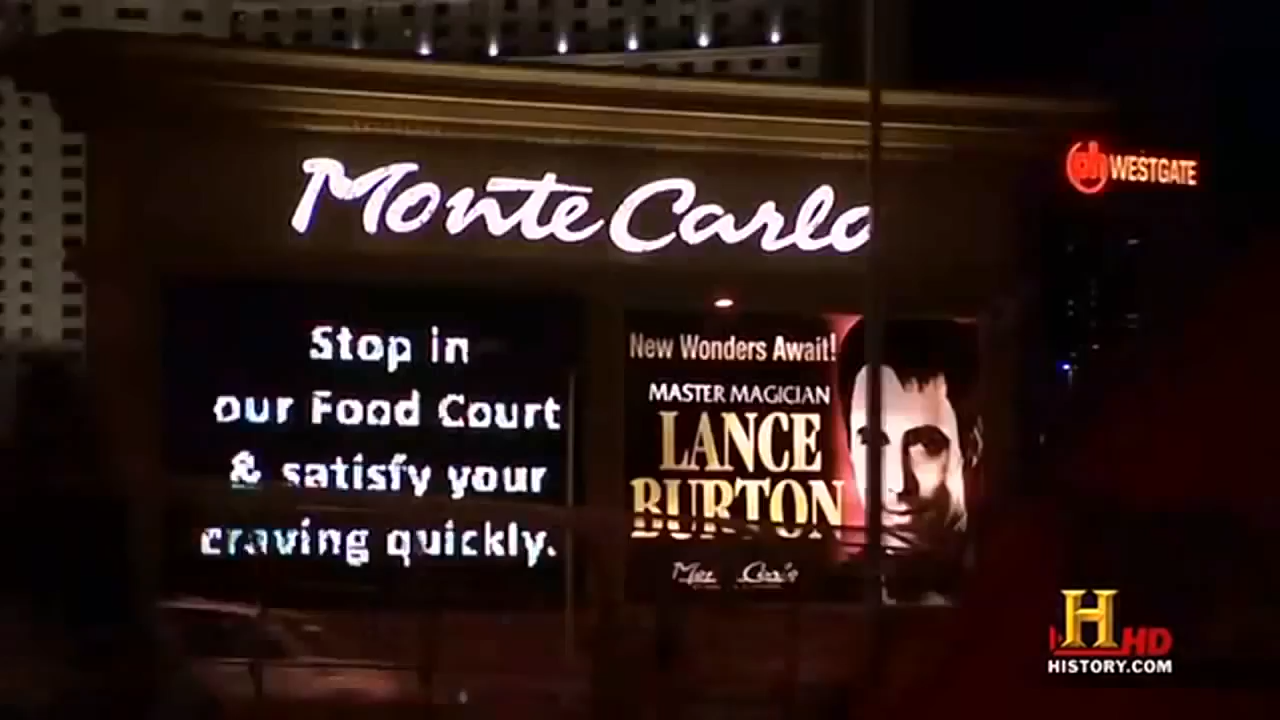 Monte Carlo
ph WESTGATE
Stop in
our Food Court
& satisfy your
craving quickly.
New Wonders Await!
MASTER MAGICIAN
LANCE
BURTON
H HD
HISTORY.COM